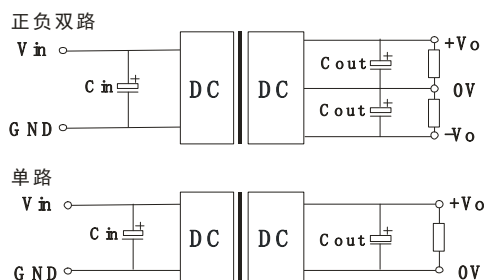 正负双路
Vin
+Vo
Cout
Cin
DC
DC
0V
Cout
GND
-Vo
单路
Vin
+Vo
Cin
DC
DC
Cout
GND
0V